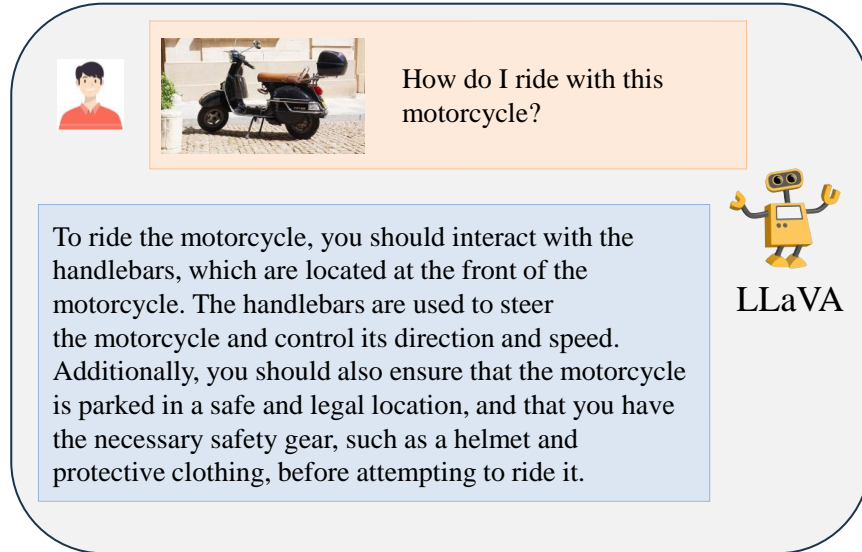 How do I ride with this
motorcycle?
To ride the motorcycle, you should interact with the
handlebars, which are located at the front of the
motorcycle. The handlebars are used to steer
the motorcycle and control its direction and speed.
Additionally, you should also ensure that the motorcycle
is parked in a safe and legal location, and that you have
the necessary safety gear, such as a helmet and
protective clothing, before attempting to ride it.
LLaVA